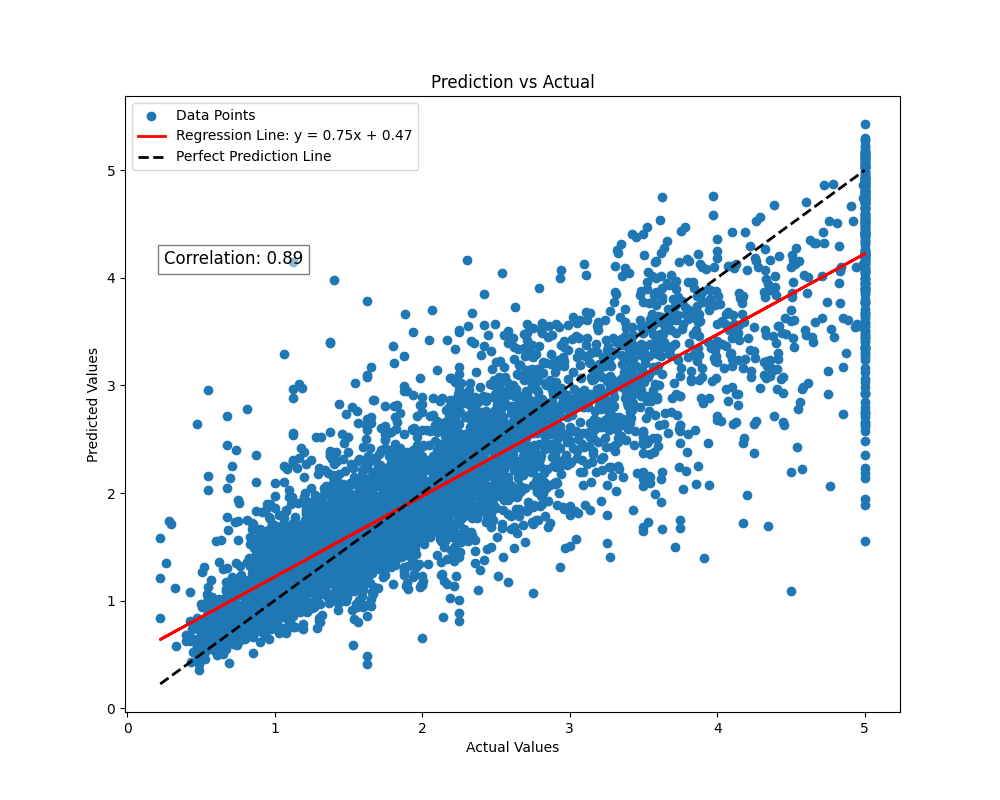 Prediction vs Actual
Data Points
Regression Line: y = 0.75x + 0.47
Perfect Prediction Line
Correlation: 0.89
Predicted Values
5
4
3
2
1
0
0 1 2 3 4 5
Actual Values